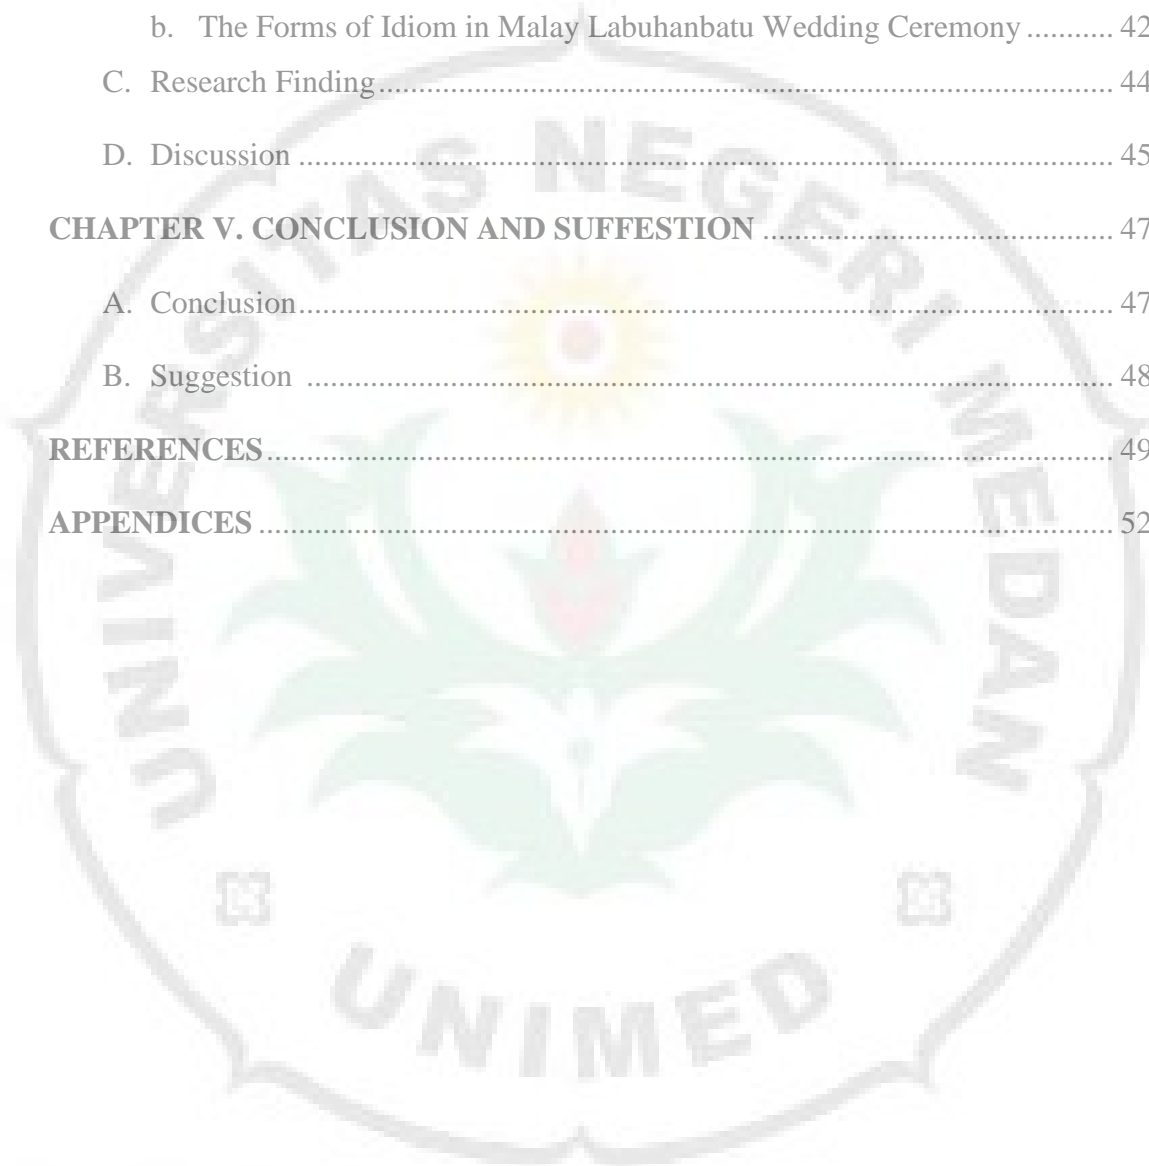 b. The Forms of Idiom in Malay Labuhanbatu Wedding Ceremony ........... 42
C. Research Finding ........................................................................................... 44
D. Discussion ..................................................................................................... 45
CHAPTER V. CONCLUSION AND SUFFESTION ........................................... 47
A. Conclusion ..................................................................................................... 47
B. Suggestion .................................................................................................... 48
REFERENCES ......................................................................................................... 49
APPENDICES .......................................................................................................... 52
UNIVERSITAS NEGERI MEDAN
UNIMED